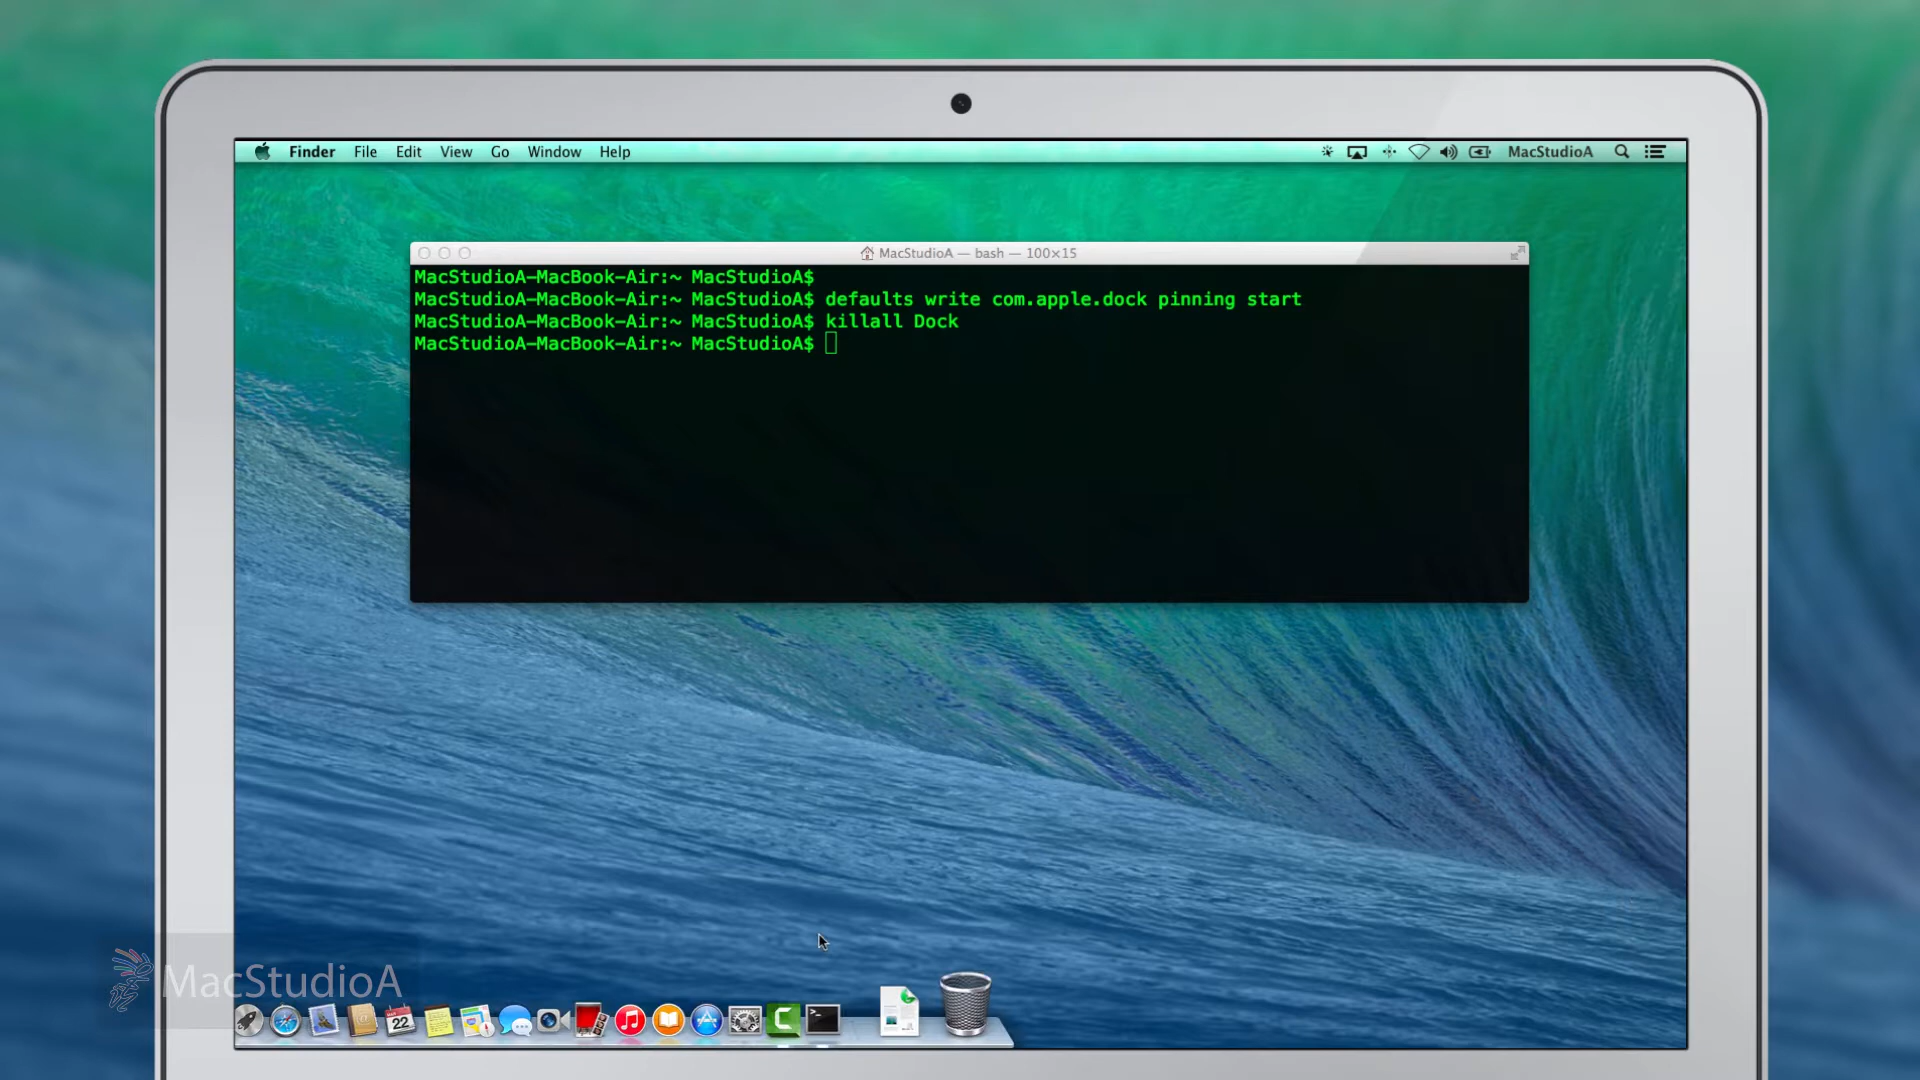 Finder File Edit View Go Window Help MacStudioA
MacStudioA — bash — 100×15
MacStudioA-MacBook-Air:~ MacStudioA$
MacStudioA-MacBook-Air:~ MacStudioA$ defaults write com.apple.dock pinning start
MacStudioA-MacBook-Air:~ MacStudioA$ killall Dock
MacStudioA-MacBook-Air:~ MacStudioA$
MacStudioA
22